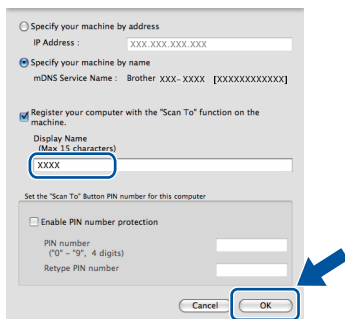 Specify your machine by address
IP Address : XXX.XXX.XXX.XXX
Specify your machine by name
mDNS Service Name : Brother XXX- XXXX [XXXXXXXXXXXX]
Register your computer with the "Scan To" function on the
machine.
Display Name
(Max 15 characters)
XXXX
Set the "Scan To" Button PIN number for this computer
Enable PIN number protection
PIN number
("0" – "9", 4 digits)
Retype PIN number
Cancel OK